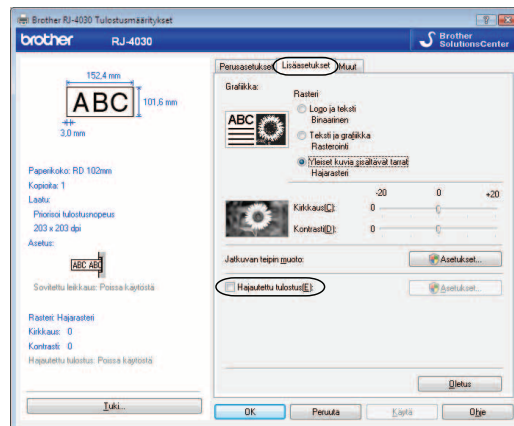 Brother RJ-4030 Tulostusmääritykset
brother RJ-4030
Brother
SolutionsCenter
152,4 mm
ABC
101,6 mm
3,0 mm
Paperikoko: RD 102mm
Kopioita: 1
Laatu:
Priorisoi tulostusnopeus
203 x 203 dpi
Asetus:
ABC ABC
Sovitettu leikkaus: Poissa käytöstä
Rasteri: Hajarasteri
Kirkkaus: 0
Kontrasti: 0
Hajautettu tulostus: Poissa käytöstä
Tuki...
Perusasetukset Lisäasetukset Muut
Grafiikka:
ABC
Rasteri
Logo ja teksti
Binaarinen
Teksti ja grafiikka
Rasterointi
Yleiset kuvia sisältävät tarrat
Hajarasteri
-20 0 +20
Kirkkaus(C): 0
Kontrasti(D): 0
Jatkuvan teipin muoto: Asetukset...
Hajautettu tulostus(E): Asetukset...
Oletus
OK Peruuta Käytä Ohje